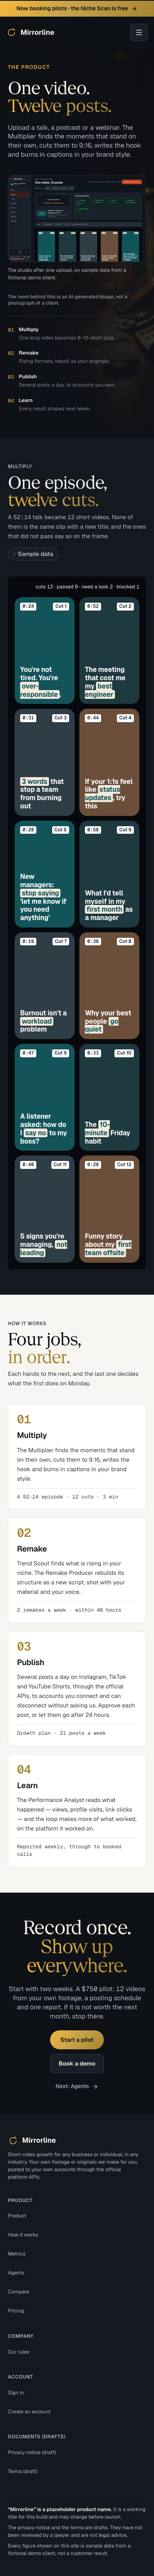 Now booking pilots · the Niche Scan is free →
Mirrorline
THE PRODUCT
One video.
Twelve posts.
Upload a talk, a podcast or a webinar. The
Multiplier finds the moments that stand
on their own, cuts them to 9:16, writes the hook
and burns in captions in your brand style.
The studio after one upload, on sample data from a
fictional demo client.
The room behind this is an AI-generated image, not a
photograph of a client.
01 Multiply
One long video becomes 8–15 short cuts.
02 Remake
Rising formats, rebuilt as your originals.
03 Publish
Several posts a day, to accounts you own.
04 Learn
Every result shapes next week.
MULTIPLY
One episode,
twelve cuts.
A 52:14 talk became 12 short videos. None of
them is the same clip with a new title, and the ones
that did not pass say so on the frame.
Sample data
cuts 12 · passed 9 · need a look 2 · blocked 1
0:24 Cut 1
You're not
tired. You're
over-
responsible.
0:52 Cut 2
The meeting
that cost me
my best
engineer
0:31 Cut 3
3 words that
stop a team
from burning
out
0:44 Cut 4
If your 1:1s feel
like status
updates, try
this
0:28 Cut 5
New
managers:
stop saying
'let me know if
you need
anything'
0:58 Cut 6
What I'd tell
myself in my
first month as
a manager
0:19 Cut 7
Burnout isn't a
workload
problem
0:36 Cut 8
Why your best
people go
quiet
0:47 Cut 9
A listener
asked: how do
I say no to my
boss?
0:33 Cut 10
The 10-
minute Friday
habit
0:40 Cut 11
5 signs you're
managing, not
leading
0:29 Cut 12
Funny story
about my first
team offsite
HOW IT WORKS
Four jobs,
in order.
Each hands to the next, and the last one decides
what the first does on Monday.
01
Multiply
The Multiplier finds the moments that stand
on their own, cuts them to 9:16, writes the
hook and burns in captions in your brand
style.
A 52:14 episode · 12 cuts · 3 min
02
Remake
Trend Scout finds what is rising in your
niche. The Remake Producer rebuilds its
structure as a new script, shot with your
material and your voice.
2 remakes a week · within 48 hours
03
Publish
Several posts a day on Instagram, TikTok
and YouTube Shorts, through the official
APIs, to accounts you connect and can
disconnect without asking us. Approve each
post, or let them go after 24 hours.
Growth plan · 21 posts a week
04
Learn
The Performance Analyst reads what
happened — views, profile visits, link clicks
— and the loop makes more of what worked,
on the platform it worked on.
Reported weekly, through to booked
calls
Record once.
Show up
everywhere.
Start with two weeks. A $758 pilot: 12 videos
from your own footage, a posting schedule
and one report. If it is not worth the next
month, stop there.
Start a pilot
Book a demo
Next: Agents →
Mirrorline
Short-video growth for any business or individual, in any
industry. Your own footage or originals we make for you,
posted to your own accounts through the official
platform APIs.
PRODUCT
Product
How it works
Metrics
Agents
Compare
Pricing
COMPANY
Our rules
ACCOUNT
Sign in
Create an account
DOCUMENTS (DRAFTS)
Privacy notice (draft)
Terms (draft)
"Mirrorline" is a placeholder product name. It is a working
title for this build and may change before launch.
The privacy notice and the terms are drafts. They have not
been reviewed by a lawyer and are not legal advice.
Every figure shown on this site is sample data from a
fictional demo client, not a customer result.